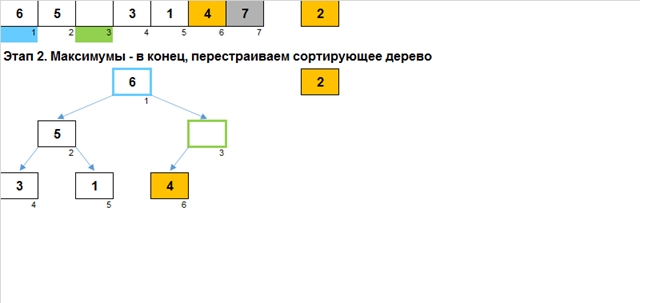 6 5 3 1 4 7 2
1 2 3 4 5 6 7
Этап 2. Максимумы - в конец, перестраиваем сортирующее дерево
6 2
1
5
2 3
3 1 4
4 5 6